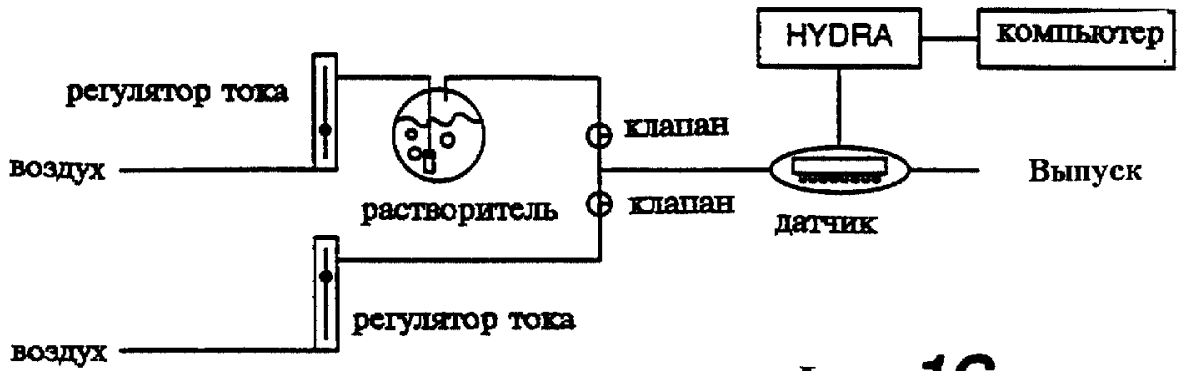 HYDRA
компьютер
регулятор тока
клапан
воздух
Выпуск
растворитель
клапан
датчик
регулятор тока
воздух